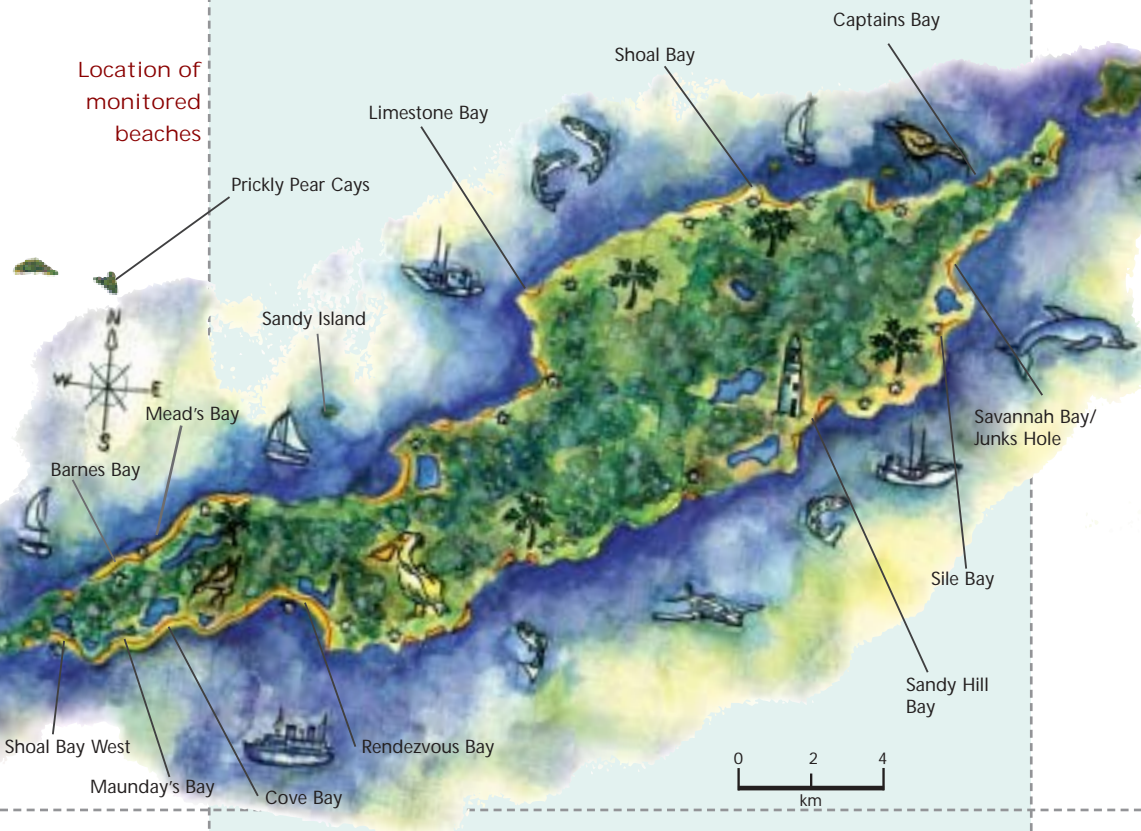 Captains Bay
Shoal Bay
Location of
monitored
beaches
Limestone Bay
Prickly Pear Cays
N
Sandy Island
W
E
Mead's Bay
S
Savannah Bay/
Junks Hole
Barnes Bay
Sile Bay
Sandy Hill
Bay
Shoal Bay West
Rendezvous Bay
Maunday's Bay
Cove Bay
0 2 4
km